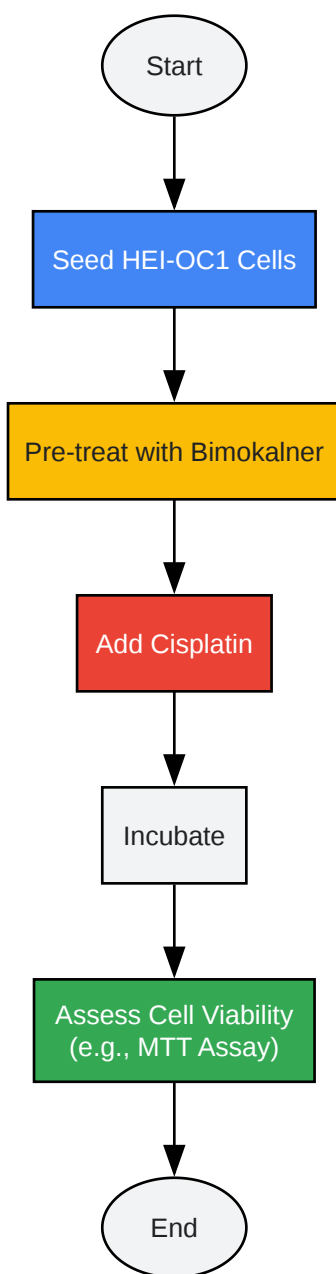 Start
Seed HEI-OC1 Cells
Pre-treat with Bimokalner
Add Cisplatin
Incubate
Assess Cell Viability
(e.g., MTT Assay)
End